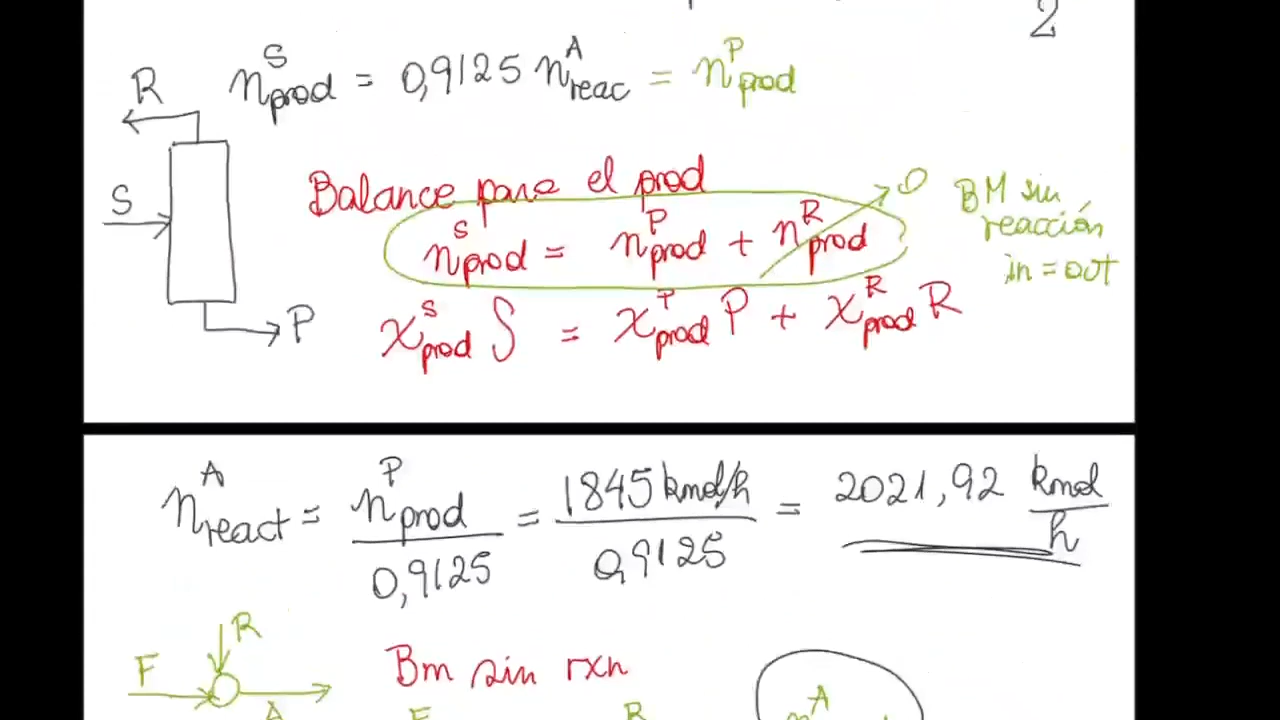 2
n^S_prod = 0,9125 n^A_reac = n^P_prod
R
S
P
Balance para el prod
n^S_prod = n^P_prod + n^R_prod
0
BM sin
reacción
in = out
x^S_prod S = x^P_prod P + x^R_prod R
n^A_react = n^P_prod / 0,9125 = 1845 kmol/h / 0,9125 = 2021,92 kmol/h
R
F
A
Bm sin rxn
F
R
n^A